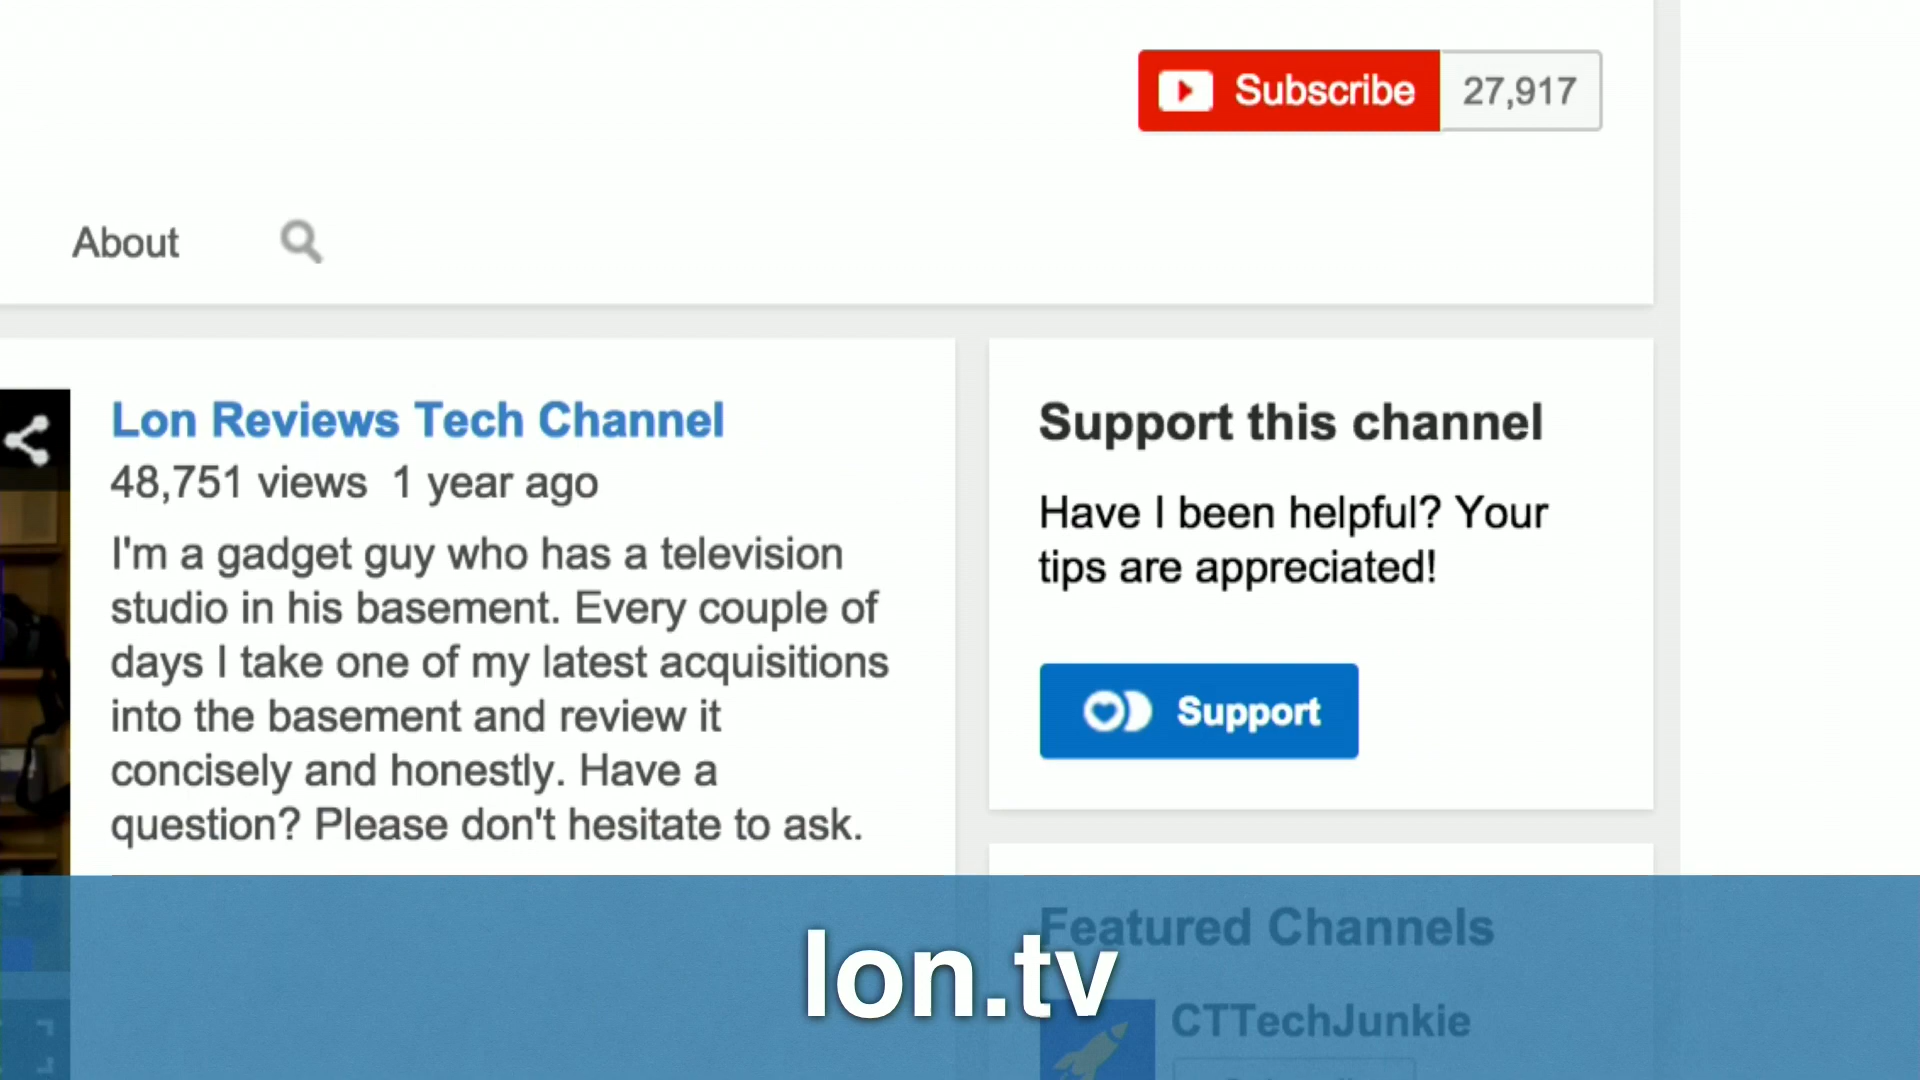 Subscribe 27,917
About
Lon Reviews Tech Channel
48,751 views 1 year ago
I'm a gadget guy who has a television
studio in his basement. Every couple of
days I take one of my latest acquisitions
into the basement and review it
concisely and honestly. Have a
question? Please don't hesitate to ask.
Support this channel
Have I been helpful? Your
tips are appreciated!
Support
Featured Channels
CTTechJunkie
lon.tv